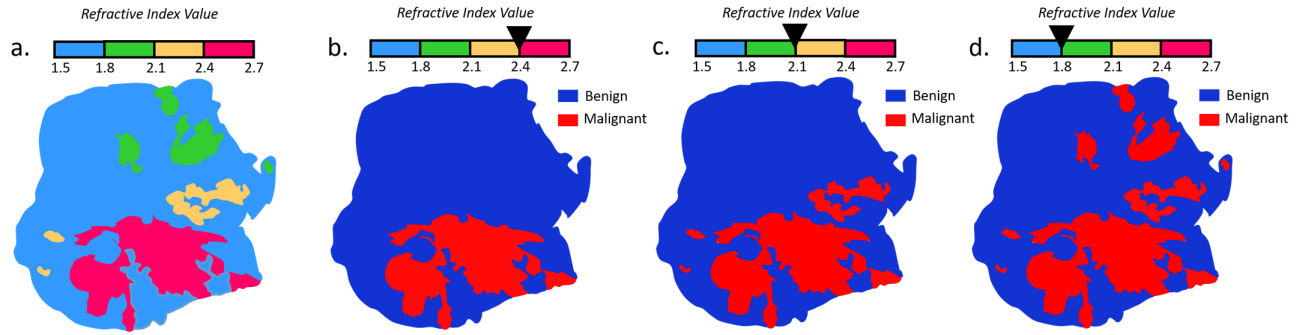 a.
Refractive Index Value
1.5 1.8 2.1 2.4 2.7
b.
Refractive Index Value
1.5 1.8 2.1 2.4 2.7
Benign
Malignant
c.
Refractive Index Value
1.5 1.8 2.1 2.4 2.7
Benign
Malignant
d.
Refractive Index Value
1.5 1.8 2.1 2.4 2.7
Benign
Malignant